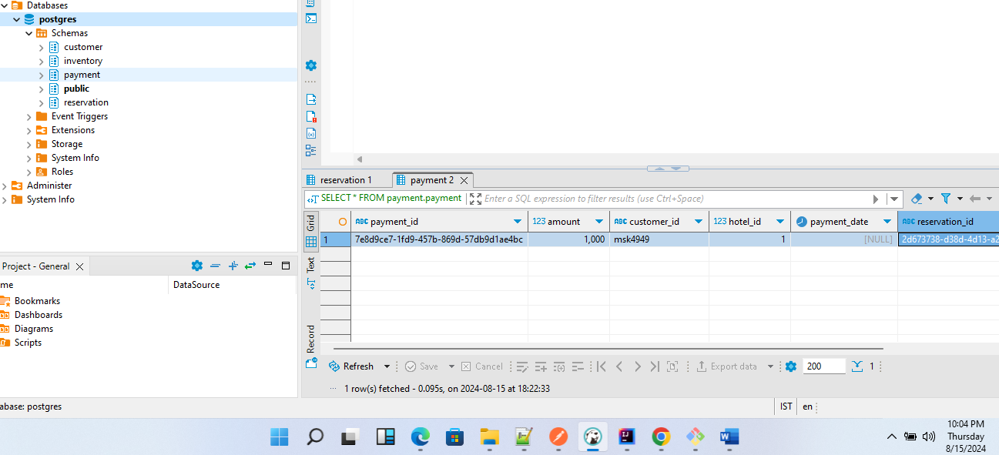 Databases
postgres
Schemas
customer
inventory
payment
public
reservation
Event Triggers
Extensions
Storage
System Info
Roles
Administer
System Info
Project - General
me
DataSource
Bookmarks
Dashboards
Diagrams
Scripts
abase: postgres
reservation 1
payment 2
SELECT * FROM payment.payment
Enter a SQL expression to filter results (use Ctrl+Space)
Grid
Text
Record
ABC payment_id 123 amount ABC customer_id 123 hotel_id payment_date ABC reservation_id
1 7e8d9ce7-1fd9-457b-869d-57db9d1ae4bc 1,000 msk4949 1 [NULL] 2d673738-d38d-4d13-a2
Refresh Save Cancel Export data 200 1
1 row(s) fetched - 0.095s, on 2024-08-15 at 18:22:33
IST en
10:04 PM
Thursday
8/15/2024